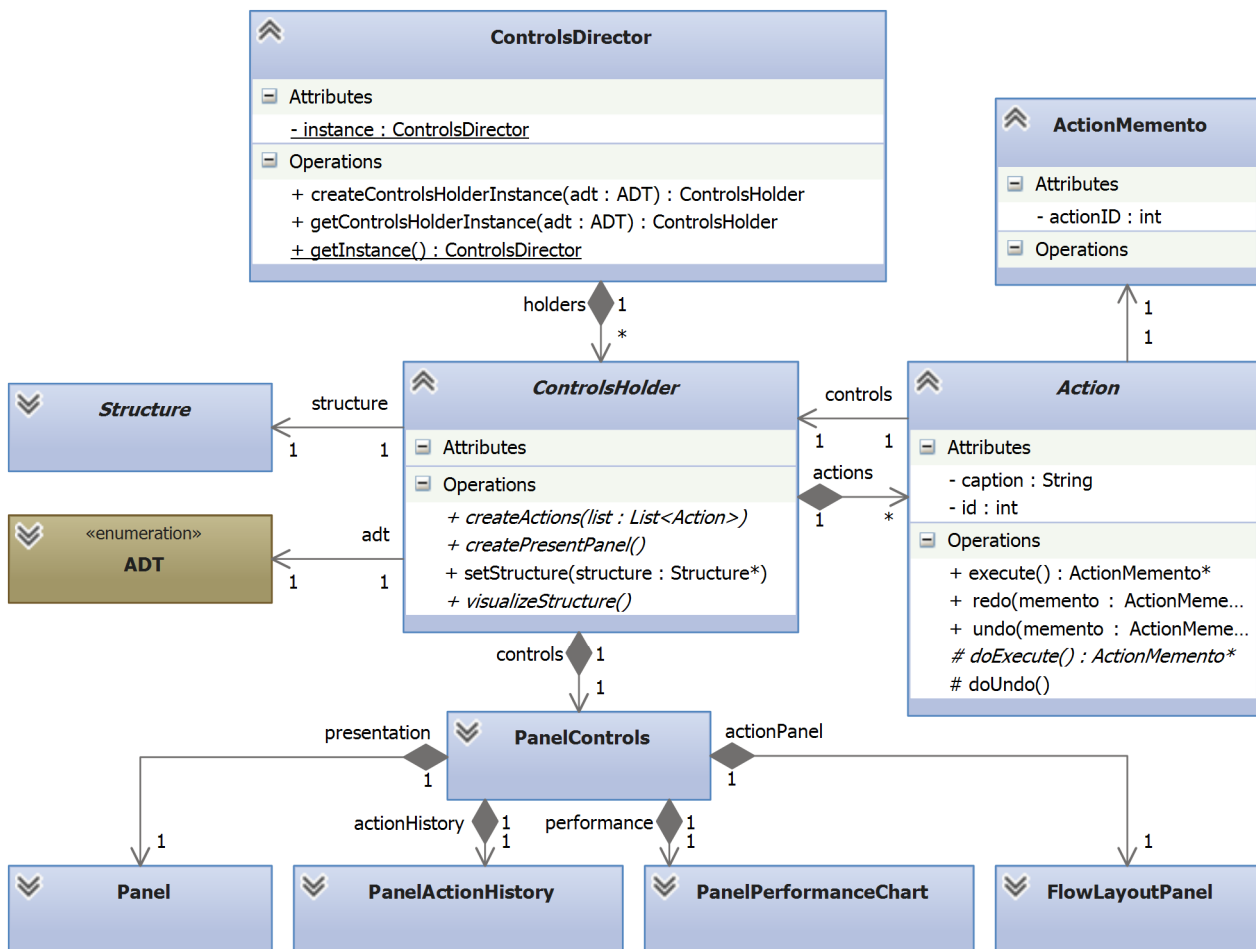 ControlsDirector
Attributes
- instance : ControlsDirector
Operations
+ createControlsHolderInstance(adt : ADT) : ControlsHolder
+ getControlsHolderInstance(adt : ADT) : ControlsHolder
+ getInstance() : ControlsDirector
ActionMemento
Attributes
- actionID : int
Operations
holders
1
*
1
1
Structure
structure
1
1
ControlsHolder
Attributes
Operations
+ createActions(list : List<Action>)
+ createPresentPanel()
+ setStructure(structure : Structure*)
+ visualizeStructure()
controls
1
1
actions
1
*
Action
Attributes
- caption : String
- id : int
Operations
+ execute() : ActionMemento*
+ redo(memento : ActionMeme...
+ undo(memento : ActionMeme...
# doExecute() : ActionMemento*
# doUndo()
«enumeration»
ADT
adt
1
1
controls
1
1
PanelControls
presentation
1
1
actionPanel
1
1
actionHistory
1
1
performance
1
1
Panel
PanelActionHistory
PanelPerformanceChart
FlowLayoutPanel